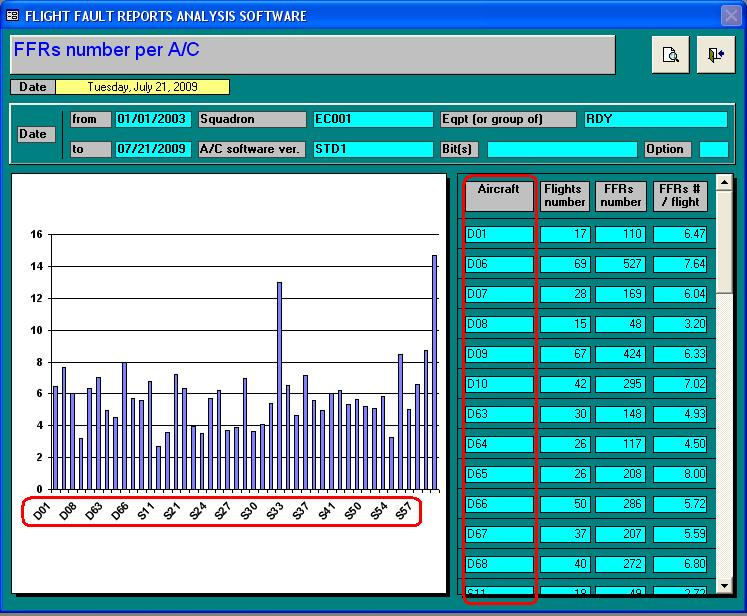 FLIGHT FAULT REPORTS ANALYSIS SOFTWARE
FFRs number per A/C
Date Tuesday, July 21, 2009
Date
from 01/01/2003 Squadron EC001 Eqpt (or group of) RDY
to 07/21/2009 A/C software ver. STD1 Bit(s) Option
16
14
12
10
8
6
4
2
0
D01 D08 D63 D66 S11 S21 S24 S27 S30 S33 S37 S41 S50 S54 S57
Aircraft Flights number FFRs number FFRs # / flight
D01 17 110 6.47
D06 69 527 7.64
D07 28 169 6.04
D08 15 48 3.20
D09 67 424 6.33
D10 42 295 7.02
D63 30 148 4.93
D64 26 117 4.50
D65 26 208 8.00
D66 50 286 5.72
D67 37 207 5.59
D68 40 272 6.80
S11 18 49 2.72